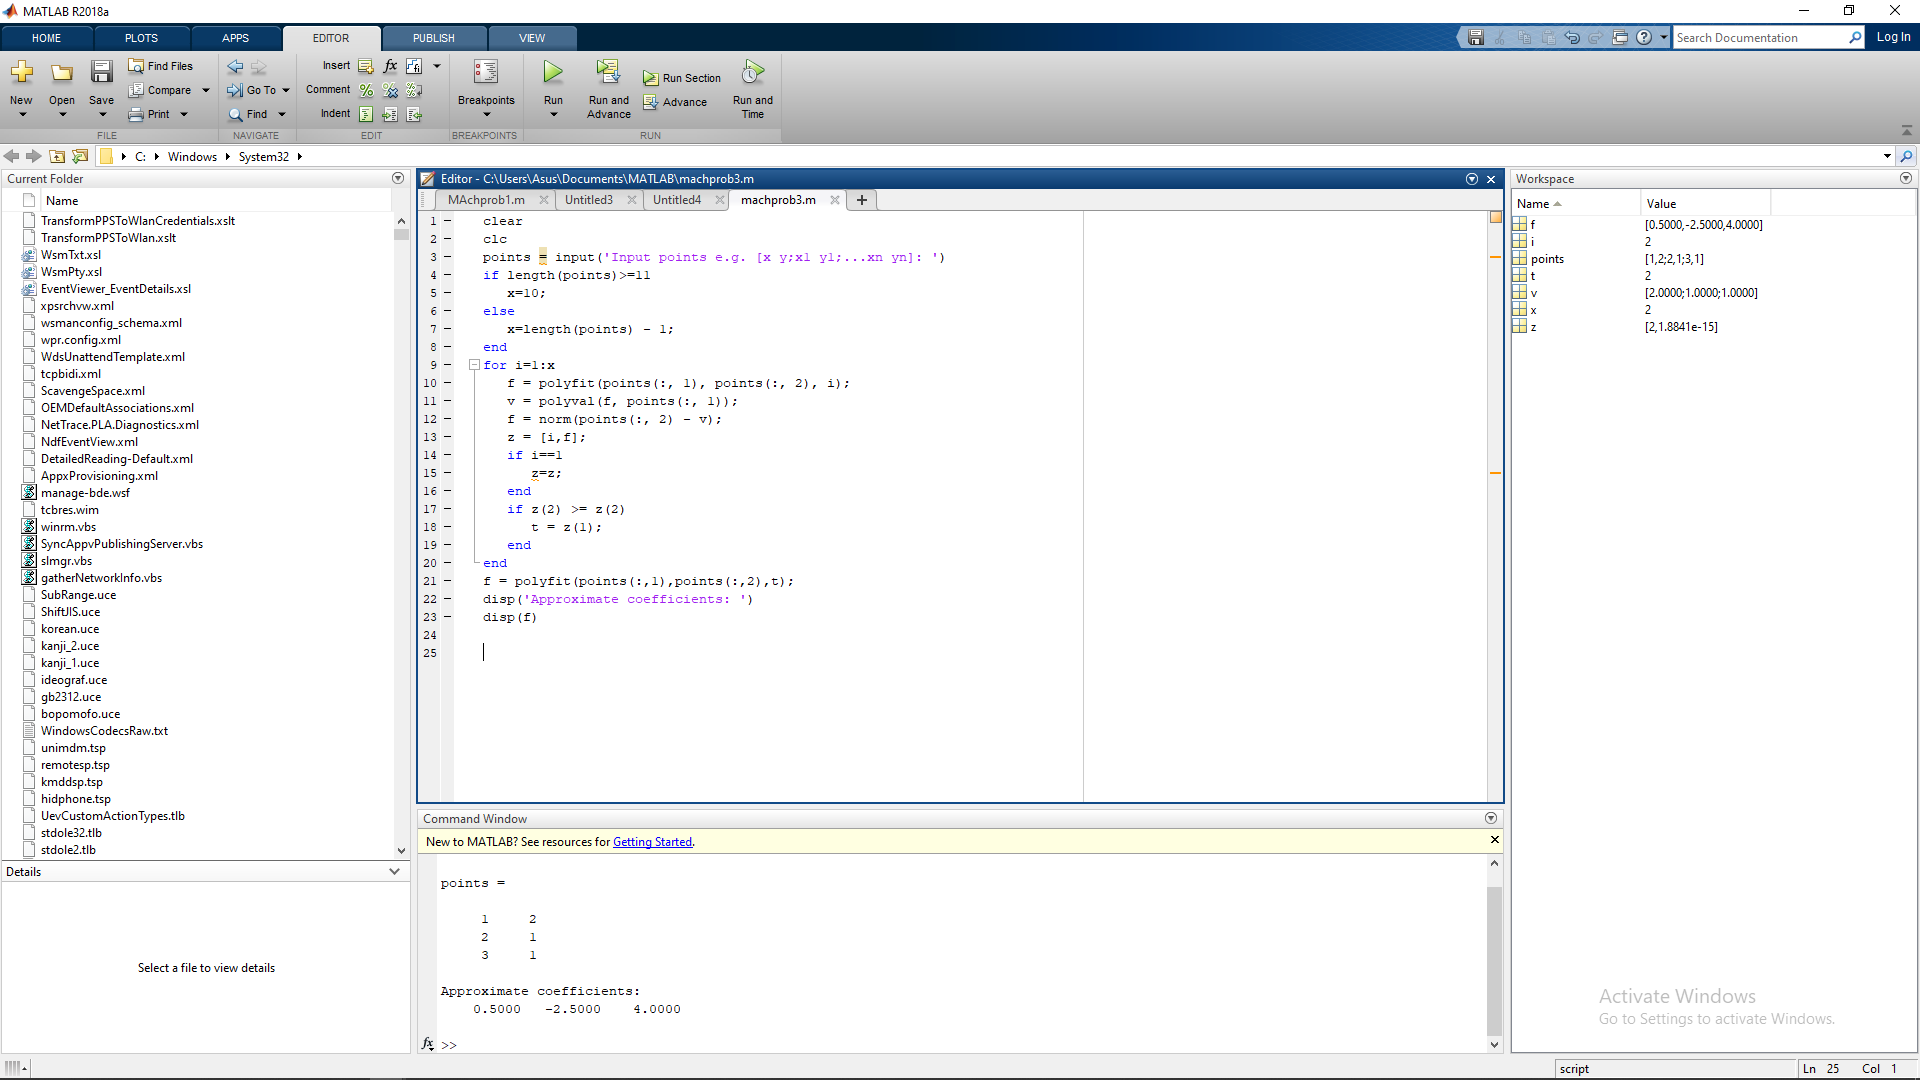 MATLAB R2018a
HOME PLOTS APPS EDITOR PUBLISH VIEW
Search Documentation
Log In
New
Open
Save
Find Files
Compare
Print
FILE
Go To
Find
NAVIGATE
Insert
Comment
Indent
EDIT
Breakpoints
BREAKPOINTS
Run
Run and Advance
Run Section
Advance
Run and Time
RUN
C: Windows System32
Current Folder
Name
TransformPPSToWlanCredentials.xslt
TransformPPSToWlan.xslt
WsmTxt.xsl
WsmPty.xsl
EventViewer_EventDetails.xsl
xpsrchvw.xml
wsmanconfig_schema.xml
wpr.config.xml
WdsUnattendTemplate.xml
tcpbidi.xml
ScavengeSpace.xml
OEMDefaultAssociations.xml
NetTrace.PLA.Diagnostics.xml
NdfEventView.xml
DetailedReading-Default.xml
AppxProvisioning.xml
manage-bde.wsf
tcbres.wim
winrm.vbs
SyncAppvPublishingServer.vbs
slmgr.vbs
gatherNetworkInfo.vbs
SubRange.uce
ShiftJIS.uce
korean.uce
kanji_2.uce
kanji_1.uce
ideograf.uce
gb2312.uce
bopomofo.uce
WindowsCodecsRaw.txt
unimdm.tsp
remotesp.tsp
kmddsp.tsp
hidphone.tsp
UevCustomActionTypes.tlb
stdole32.tlb
stdole2.tlb
Details
Select a file to view details
Editor - C:\Users\Asus\Documents\MATLAB\machprob3.m
MAchprob1.m Untitled3 Untitled4 machprob3.m
1 - clear
2 - clc
3 - points = input('Input points e.g. [x y;x1 y1;...xn yn]: ')
4 - if length(points)>=11
5 - x=10;
6 - else
7 - x=length(points) - 1;
8 - end
9 - for i=1:x
10 - f = polyfit(points(:, 1), points(:, 2), i);
11 - v = polyval(f, points(:, 1));
12 - f = norm(points(:, 2) - v);
13 - z = [i,f];
14 - if i==1
15 - z=z;
16 - end
17 - if z(2) >= z(2)
18 - t = z(1);
19 - end
20 - end
21 - f = polyfit(points(:,1),points(:,2),t);
22 - disp('Approximate coefficients: ')
23 - disp(f)
24
25
Command Window
New to MATLAB? See resources for Getting Started.
points =
1 2
2 1
3 1
Approximate coefficients:
0.5000 -2.5000 4.0000
fx >>
Workspace
Name Value
f [0.5000,-2.5000,4.0000]
i 2
points [1,2;2,1;3,1]
t 2
v [2.0000;1.0000;1.0000]
x 2
z [2,1.8841e-15]
Activate Windows
Go to Settings to activate Windows.
script
Ln 25 Col 1